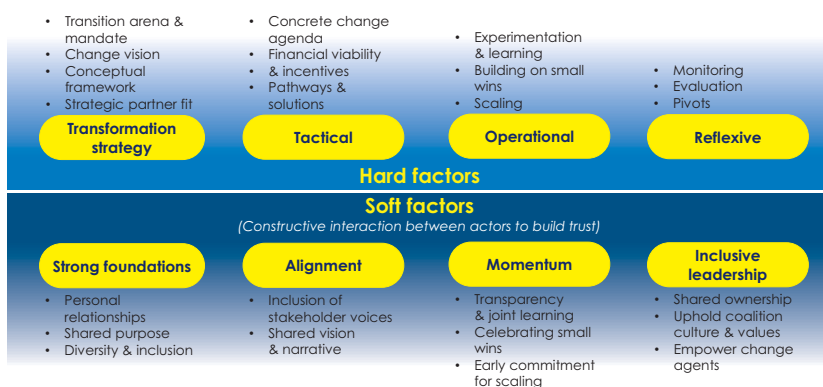 • Transition arena &
mandate
• Change vision
• Conceptual
framework
• Strategic partner fit
Transformation
strategy
• Concrete change
agenda
• Financial viability
• & incentives
• Pathways &
solutions
Tactical
• Experimentation
& learning
• Building on small
wins
• Scaling
Operational
• Monitoring
• Evaluation
• Pivots
Reflexive
Hard factors
Soft factors
(Constructive interaction between actors to build trust)
Strong foundations
• Personal
relationships
• Shared purpose
• Diversity & inclusion
Alignment
• Inclusion of
stakeholder voices
• Shared vision
& narrative
Momentum
• Transparency
& joint learning
• Celebrating small
wins
• Early commitment
for scaling
Inclusive
leadership
• Shared ownership
• Uphold coalition
culture & values
• Empower change
agents